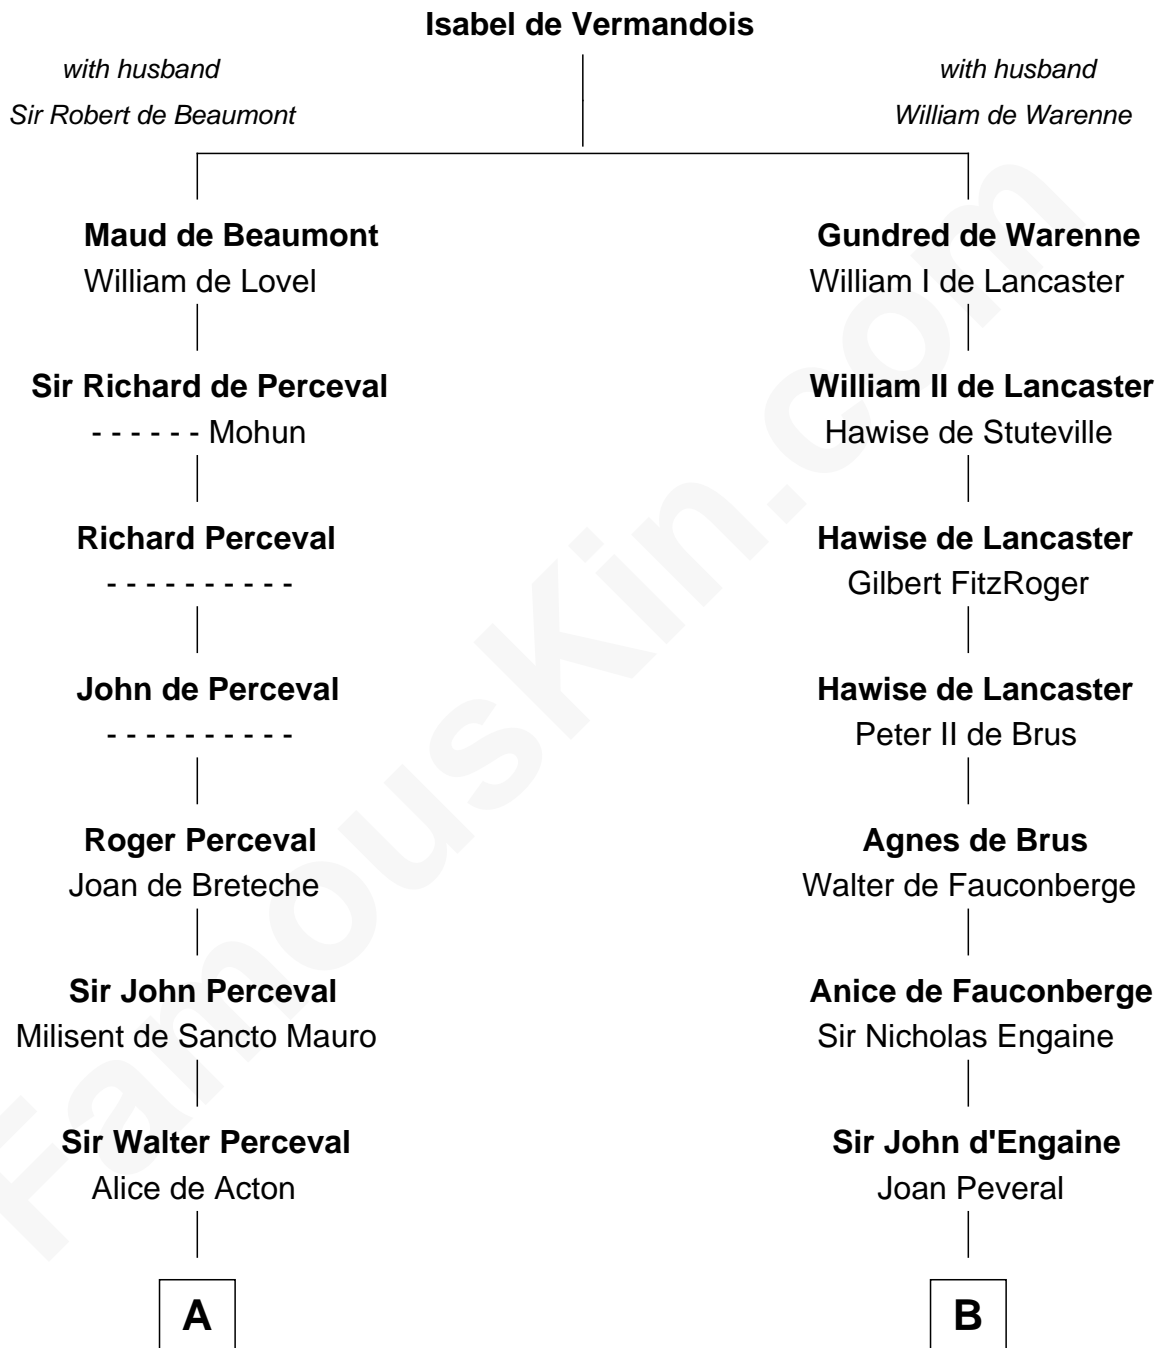 Isabel de Vermandois
with husband
Sir Robert de Beaumont
with husband
William de Warenne
Maud de Beaumont
William de Lovel
Gundred de Warenne
William I de Lancaster
Sir Richard de Perceval
- - - - - - Mohun
William II de Lancaster
Hawise de Stuteville
Richard Perceval
- - - - - - - - - -
Hawise de Lancaster
Gilbert FitzRoger
John de Perceval
- - - - - - - - - -
Hawise de Lancaster
Peter II de Brus
Roger Perceval
Joan de Breteche
Agnes de Brus
Walter de Fauconberge
Sir John Perceval
Milisent de Sancto Mauro
Anice de Fauconberge
Sir Nicholas Engaine
Sir Walter Perceval
Alice de Acton
Sir John d'Engaine
Joan Peveral
A
B
FamousKin.com